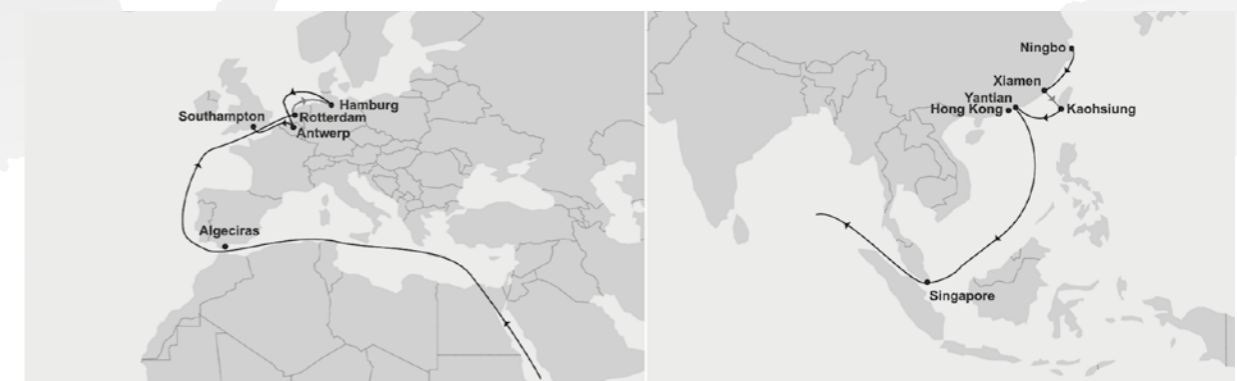 Hamburg
Southampton
Rotterdam
Antwerp
Algeciras
Ningbo
Xiamen
Yantian
Hong Kong
Kaohsiung
Singapore